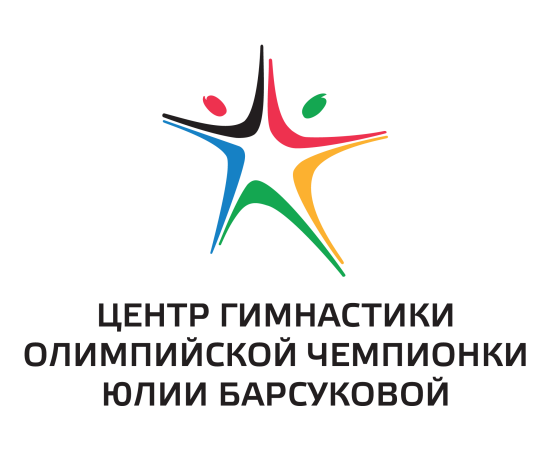 ЦЕНТР ГИМНАСТИКИ
ОЛИМПИЙСКОЙ ЧЕМПИОНКИ
ЮЛИИ БАРСУКОВОЙ